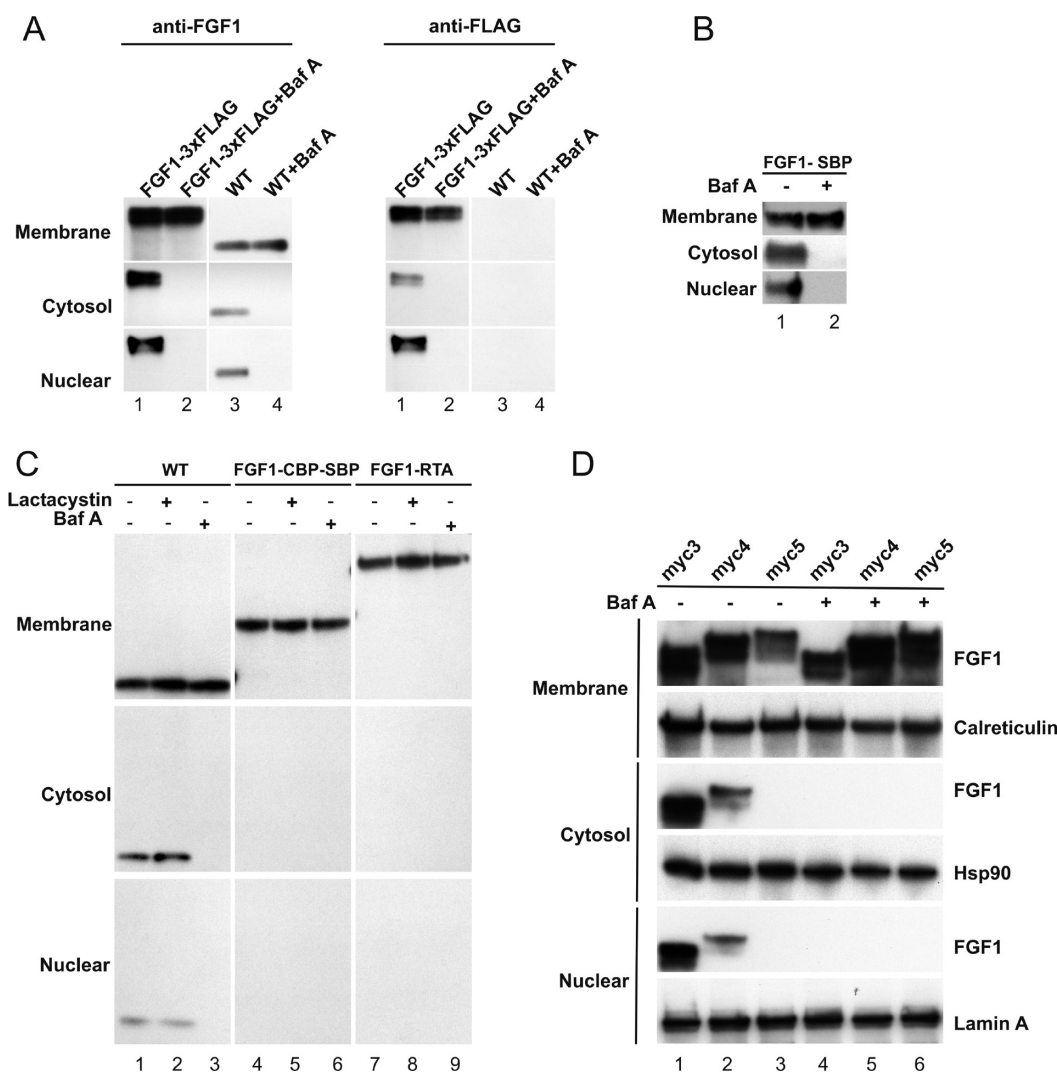 A
anti-FGF1
anti-FLAG
FGF1-3xFLAG
FGF1-3xFLAG+Baf A
WT
WT+Baf A
FGF1-3xFLAG
FGF1-3xFLAG+Baf A
WT
WT+Baf A
Membrane
Cytosol
Nuclear
1 2 3 4
1 2 3 4
B
FGF1- SBP
Baf A - +
Membrane
Cytosol
Nuclear
1 2
C
WT FGF1-CBP-SBP FGF1-RTA
Lactacystin - + - - + - - + -
Baf A - - + - - + - - +
Membrane
Cytosol
Nuclear
1 2 3 4 5 6 7 8 9
D
myc3 myc4 myc5 myc3 myc4 myc5
Baf A - - - + + +
Membrane
FGF1
Calreticulin
Cytosol
FGF1
Hsp90
Nuclear
FGF1
Lamin A
1 2 3 4 5 6